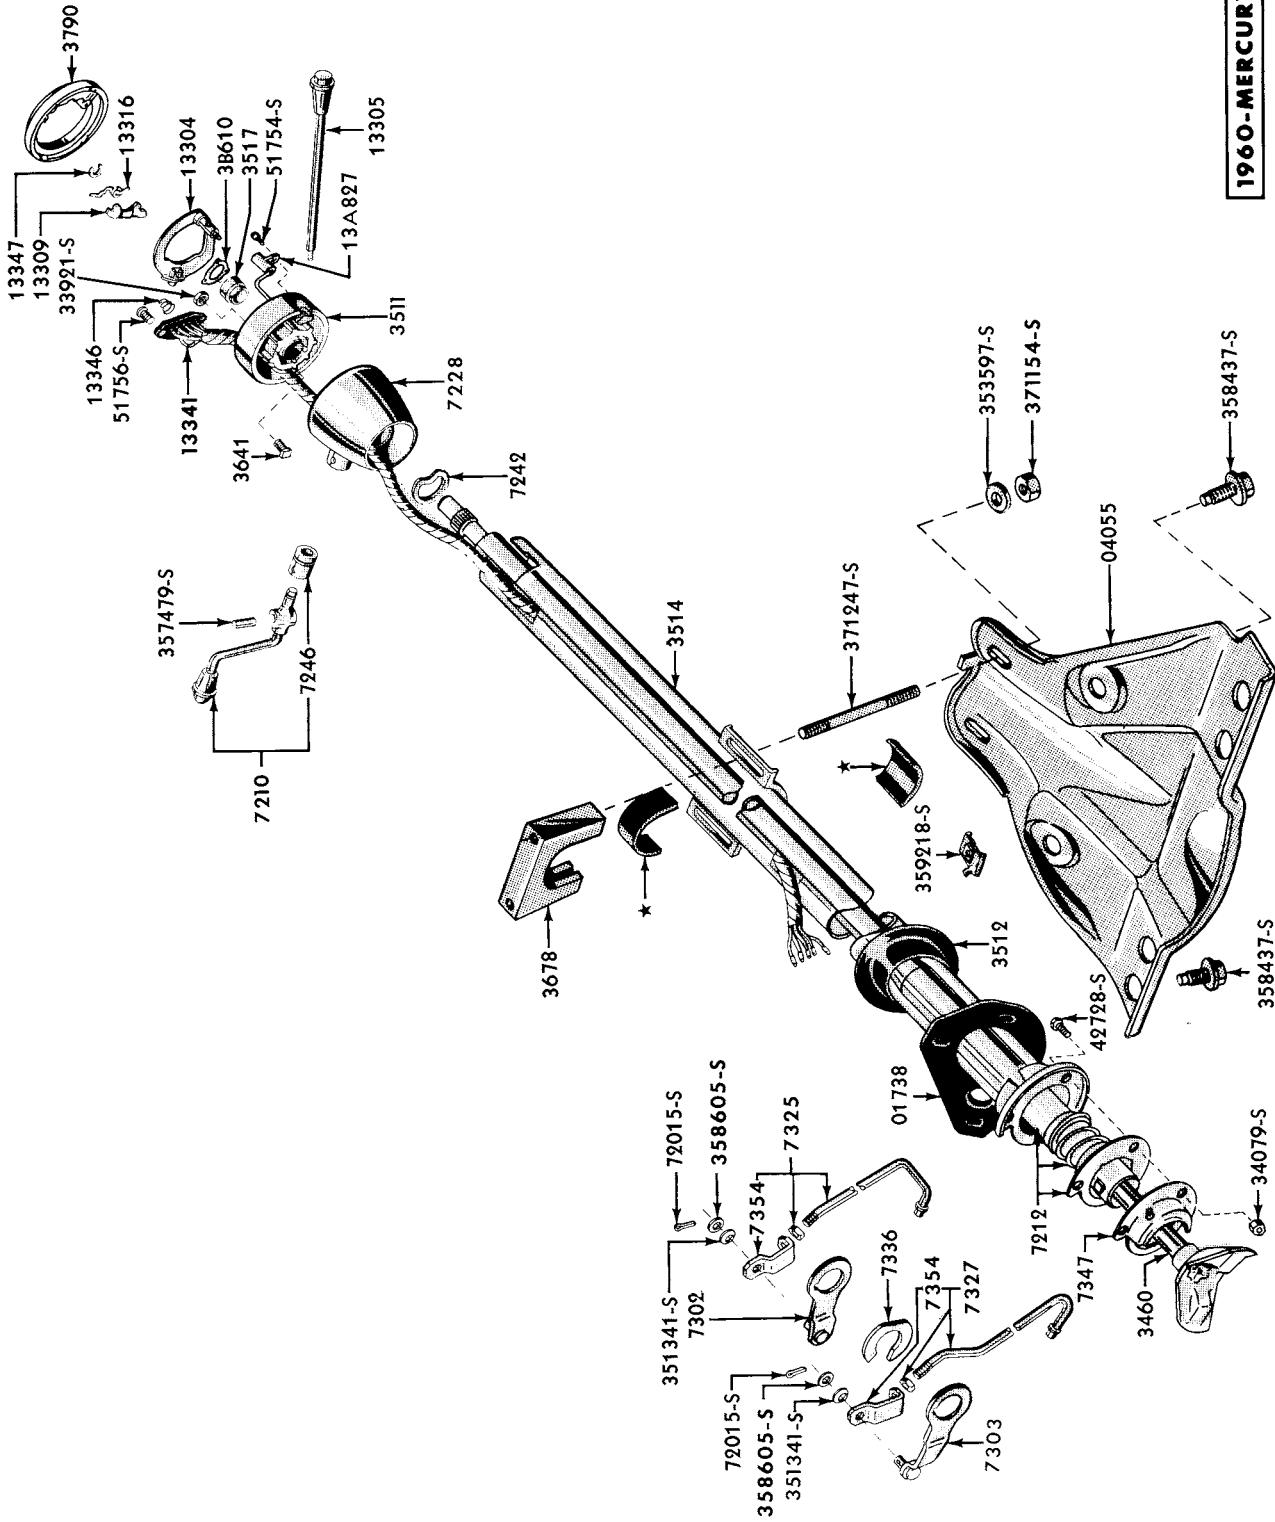 3790
13316
13304
3B610
3517
51754-S
13305
13A827
13347
13309
33921-S
13346
51756-S
13341
3511
7228
3641
7242
357479-S
7246
7210
3514
371247-S
353597-S
371154-S
358437-S
04055
★
359218-S
3678
★
3512
358437-S
42728-S
01738
72015-S
358605-S
7325
7354
351341-S
7302
7336
7354
7327
72015-S
358605-S
351341-S
7303
7212
7347
3460
34079-S
1960-MERCURY